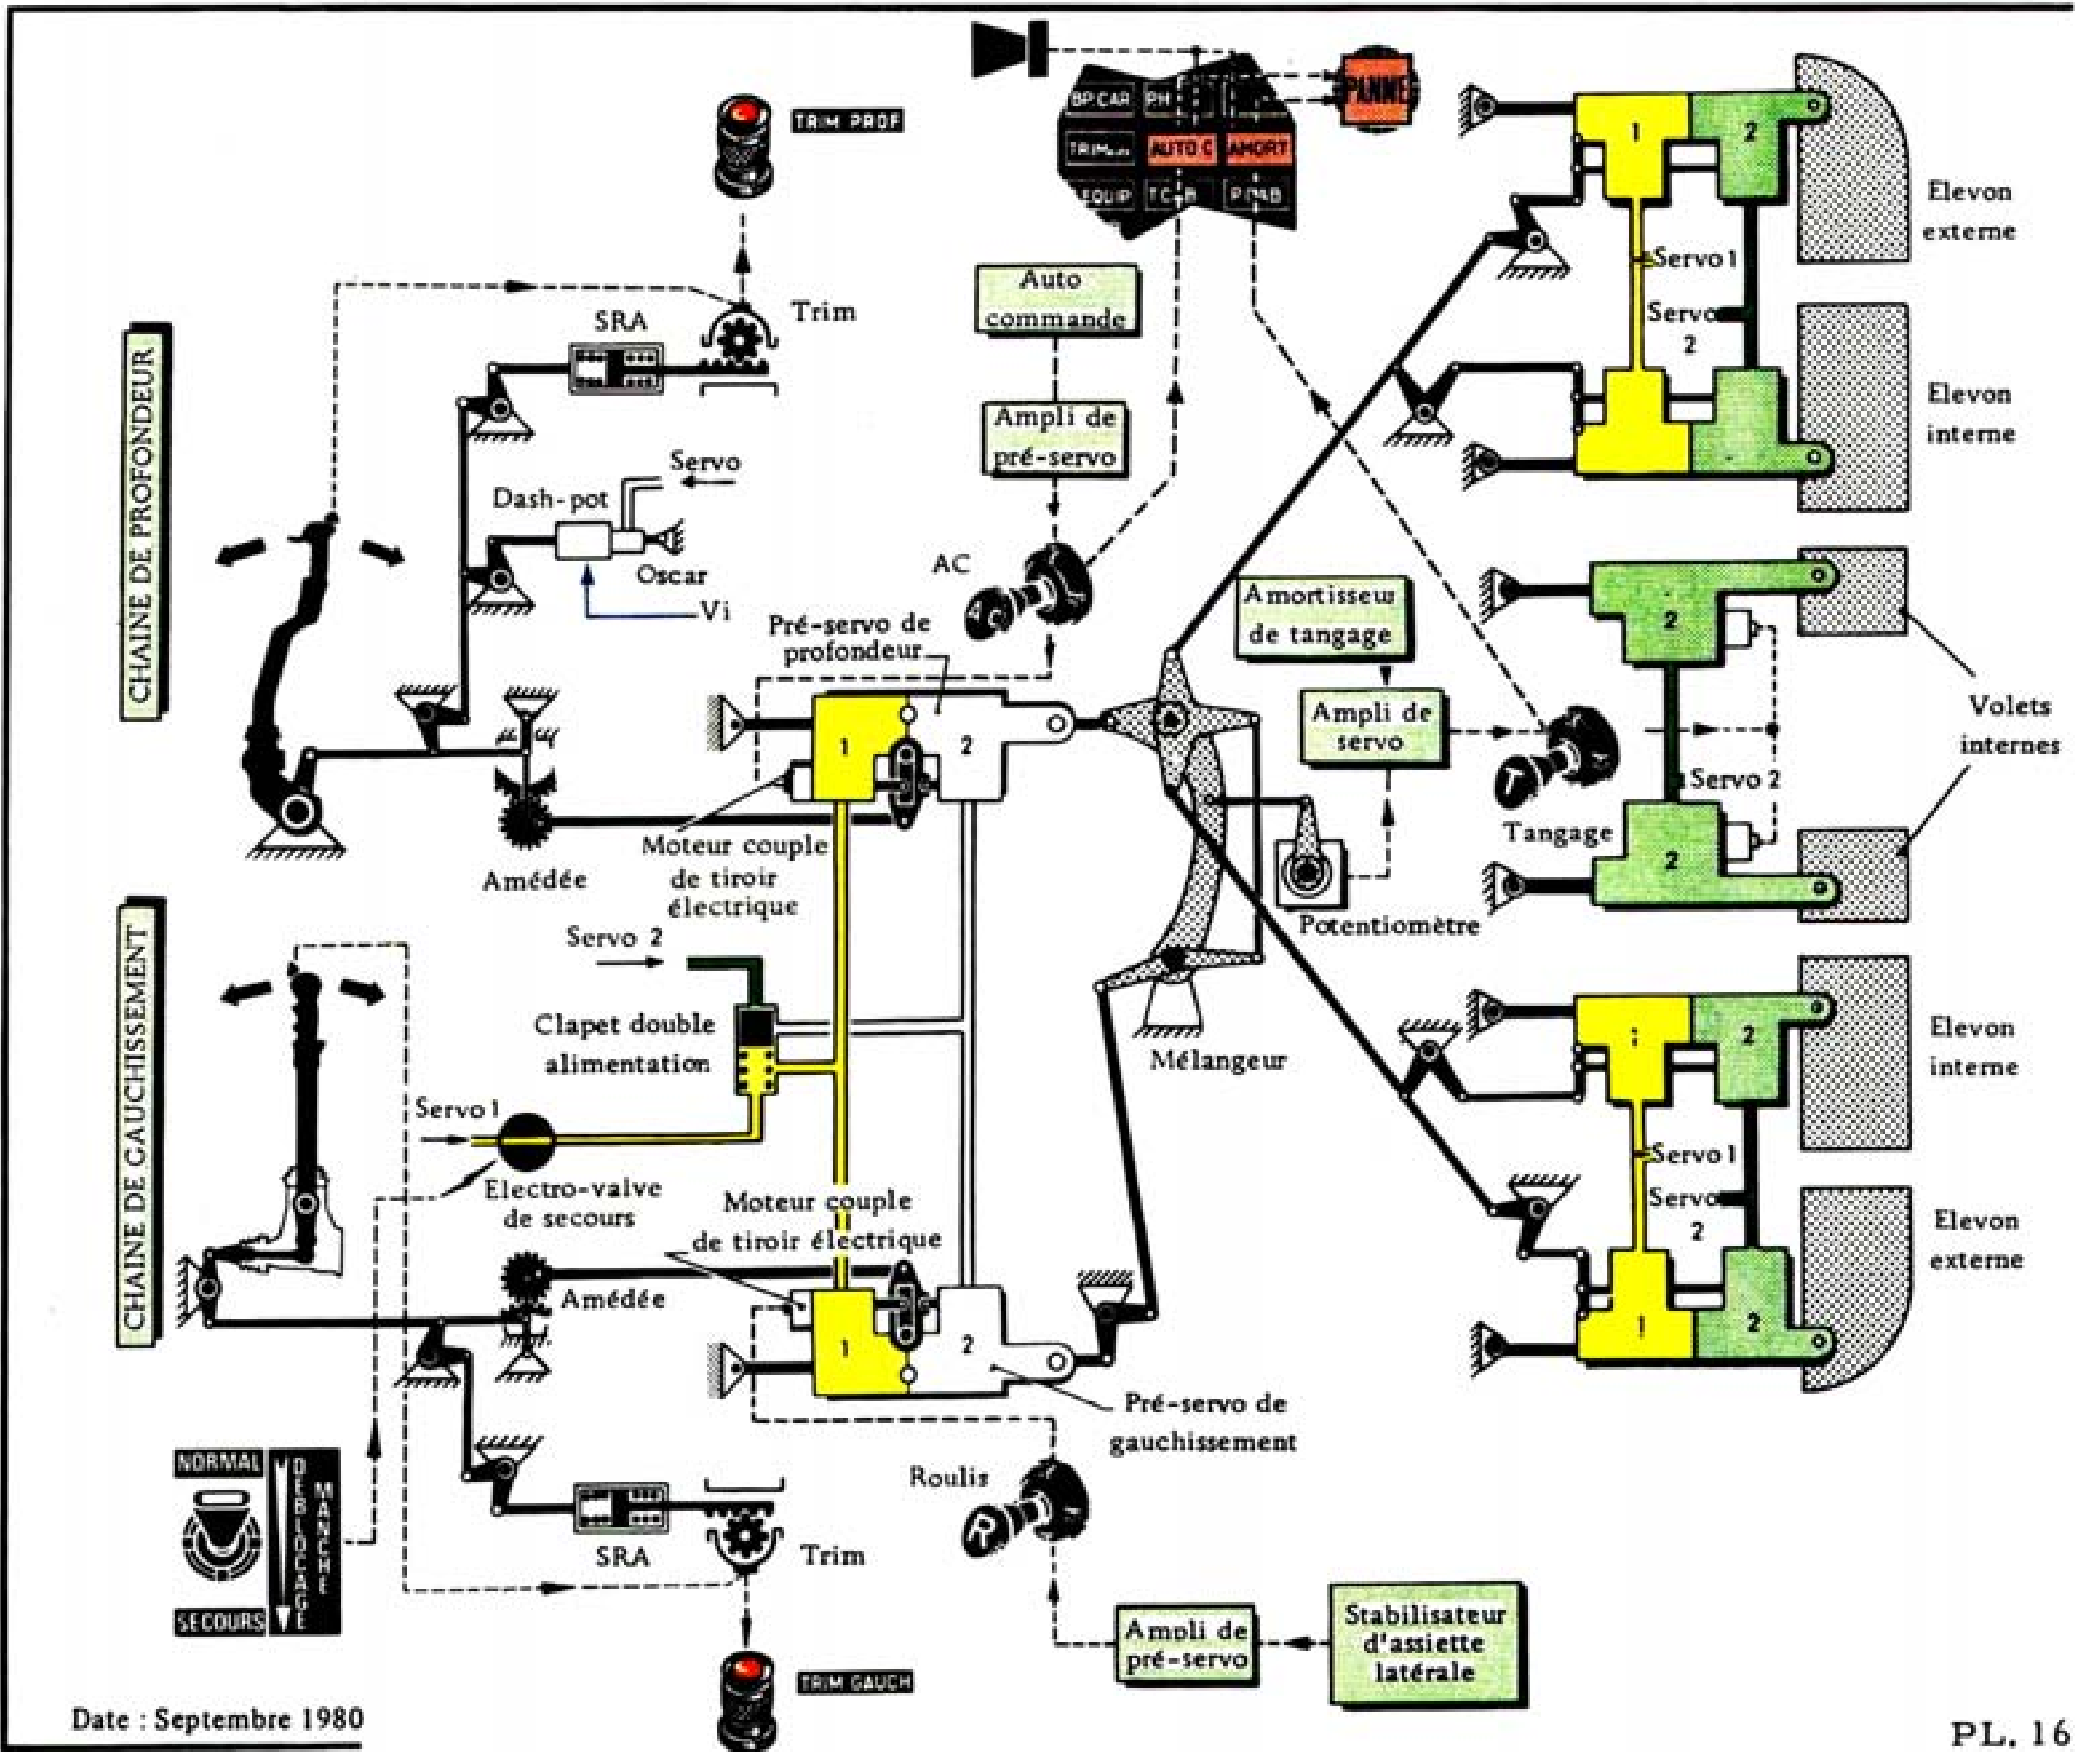 TRIM PROF
BP.CAR
PH
PANNE
AUTO C
AMORT
EQUIP
CHAINE DE PROFONDEUR
SRA
Trim
Auto
commande
Ampli de
pré-servo
Servo
Dash-pot
Oscar
Vi
AC
Pré-servo de
profondeur
1
2
Moteur couple
de tiroir
électrique
Amédée
Amortisseur
de tangage
Ampli de
servo
Tangage
Potentiomètre
Mélangeur
1
2
Elevon
externe
Servo 1
Servo
2
Elevon
interne
2
Servo 2
2
Volets
internes
1
2
Elevon
interne
Servo 1
Servo
2
1
2
Elevon
externe
CHAINE DE GAUCHISSEMENT
Servo 2
Clapet double
alimentation
Servo 1
Electro-valve
de secours
Moteur couple
de tiroir électrique
Amédée
1
2
Pré-servo de
gauchissement
Roulis
R
NORMAL
SECOURS
DEBLOCAGE
MANCHE
SRA
Trim
TRIM GAUCH
Ampli de
pré-servo
Stabilisateur
d'assiette
latérale
Date : Septembre 1980
PL. 16